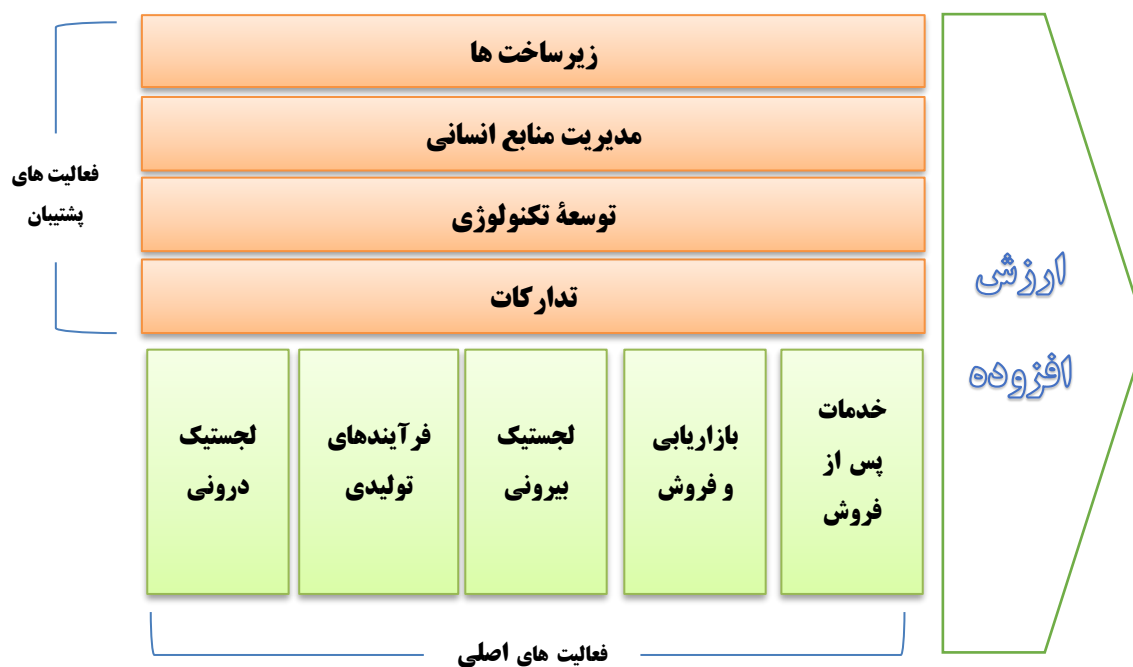 زیرساخت ها
مدیریت منابع انسانی
توسعهٔ تکنولوژی
تدارکات
فعالیت های
پشتیبان
لجستیک
درونی
فرآیندهای
تولیدی
لجستیک
بیرونی
بازاریابی
و فروش
خدمات
پس از
فروش
فعالیت های اصلی
ارزش
افزوده